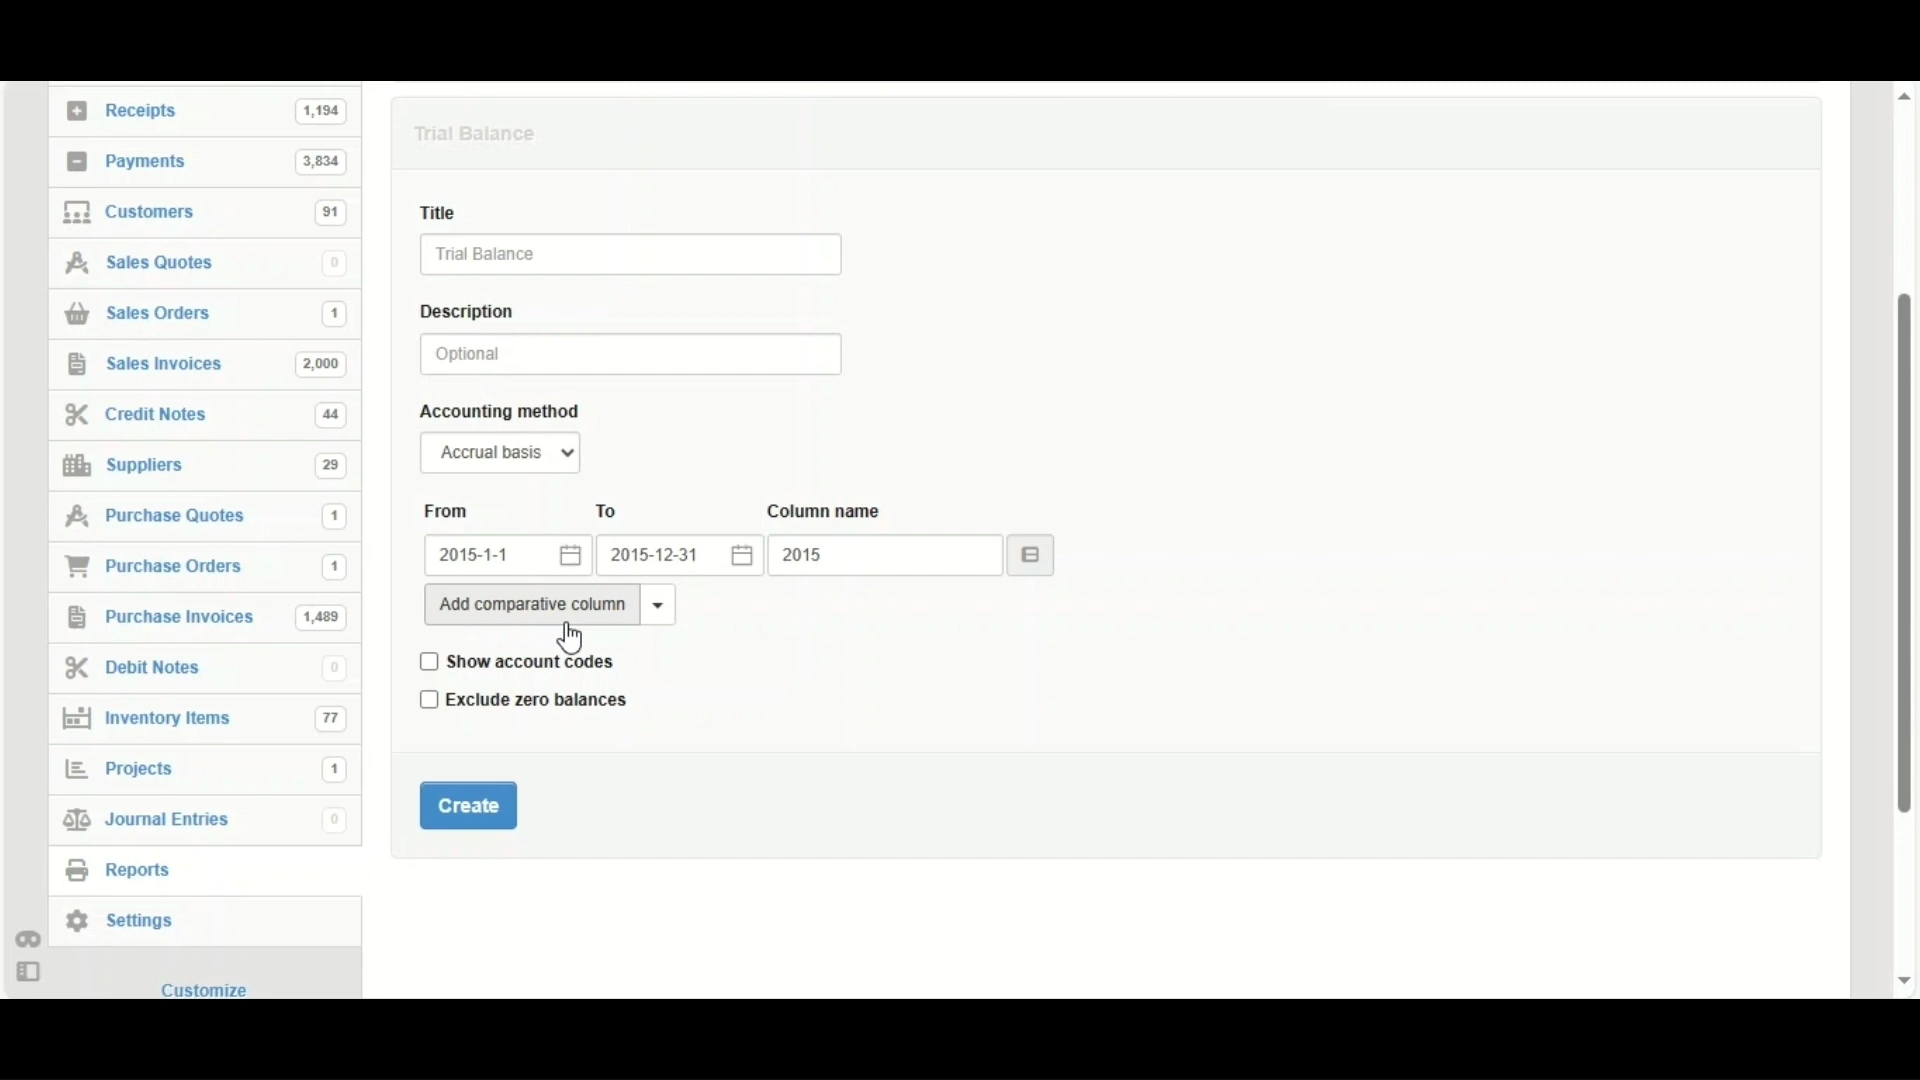 Receipts 1,194
Payments 3,834
Customers 91
Sales Quotes 0
Sales Orders 1
Sales Invoices 2,000
Credit Notes 44
Suppliers 29
Purchase Quotes 1
Purchase Orders 1
Purchase Invoices 1,489
Debit Notes 0
Inventory Items 77
Projects 1
Journal Entries 0
Reports
Settings
Customize
Trial Balance
Title
Trial Balance
Description
Optional
Accounting method
Accrual basis
From To Column name
2015-1-1 2015-12-31 2015
Add comparative column
Show account codes
Exclude zero balances
Create